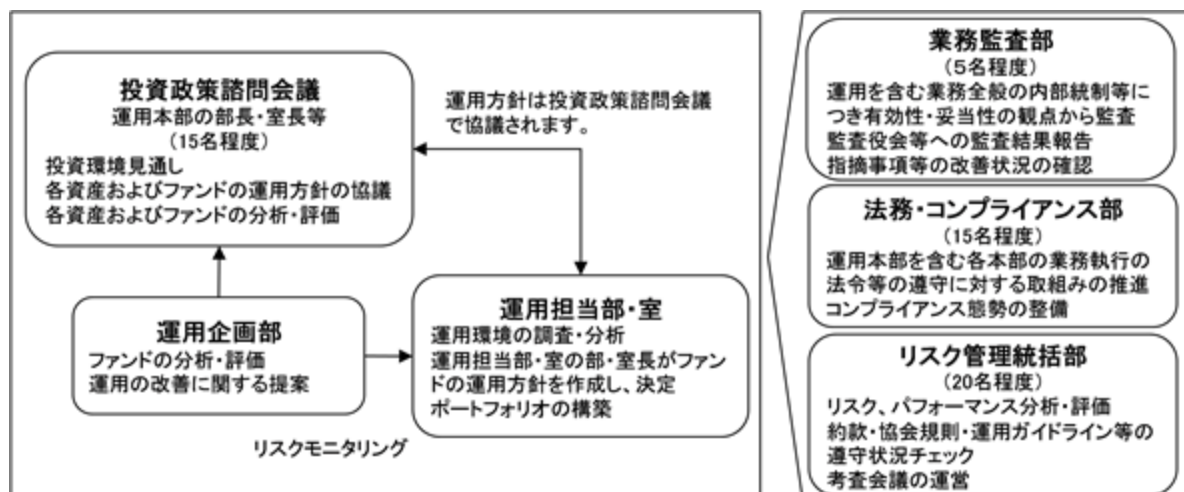 投資政策諮問会議
運用本部の部長・室長等
(15名程度)
投資環境見通し
各資産およびファンドの運用方針の協議
各資産およびファンドの分析・評価
運用方針は投資政策諮問会議
で協議されます。
運用企画部
ファンドの分析・評価
運用の改善に関する提案
運用担当部・室
運用環境の調査・分析
運用担当部・室の部・室長がファン
ドの運用方針を作成し、決定
ポートフォリオの構築
リスクモニタリング
業務監査部
(5名程度)
運用を含む業務全般の内部統制等に
つき有効性・妥当性の観点から監査
監査役会等への監査結果報告
指摘事項等の改善状況の確認
法務・コンプライアンス部
(15名程度)
運用本部を含む各本部の業務執行の
法令等の遵守に対する取組みの推進
コンプライアンス態勢の整備
リスク管理統括部
(20名程度)
リスク、パフォーマンス分析・評価
約款・協会規則・運用ガイドライン等の
遵守状況チェック
考査会議の運営